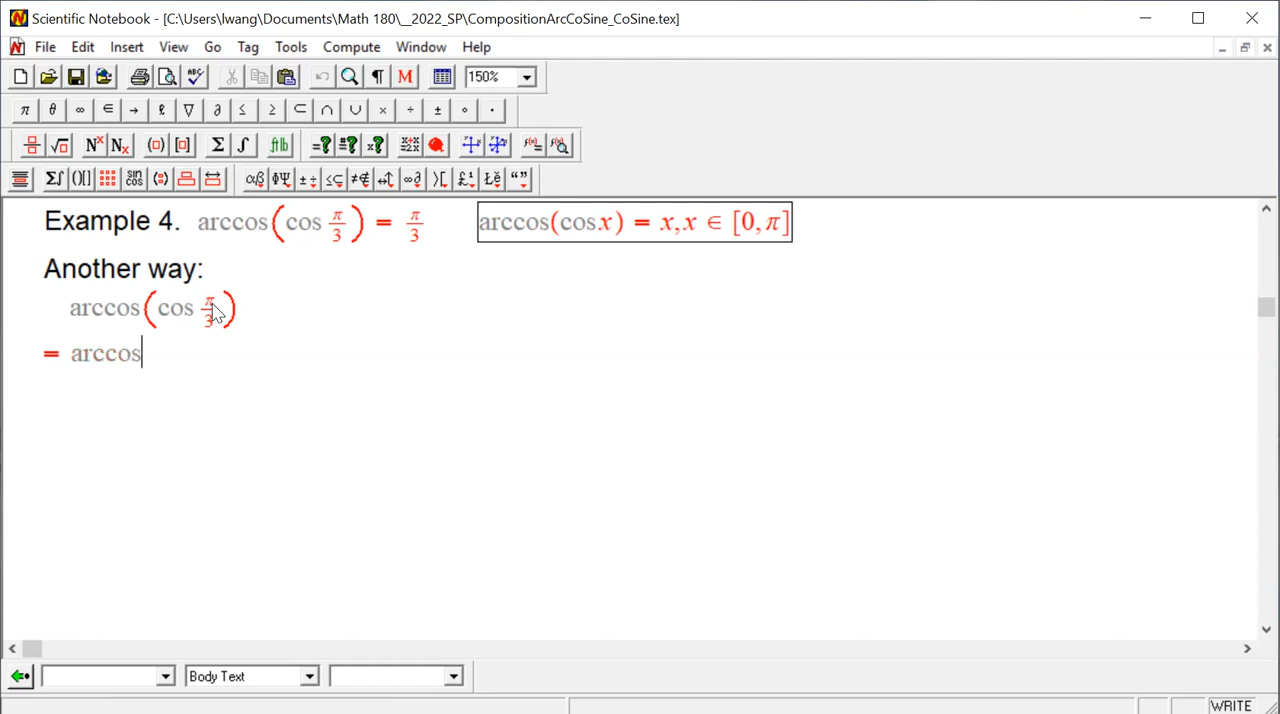 Scientific Notebook - [C:\Users\lwang\Documents\Math 180\__2022_SP\CompositionArcCoSine_CoSine.tex]
File Edit Insert View Go Tag Tools Compute Window Help
150%
π θ ∞ ∈ → ℓ ∇ ∂ ≤ ≥ ⊂ ∩ ∪ × ÷ ± ∘ ·
Example 4. arccos(cos π/3) = π/3 arccos(cos x) = x, x ∈ [0, π]
Another way:
arccos(cos π/3)
= arccos
Body Text
WRITE